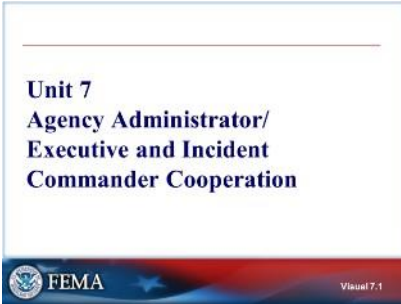 Unit 7
Agency Administrator/
Executive and Incident
Commander Cooperation
FEMA
Visual 7.1